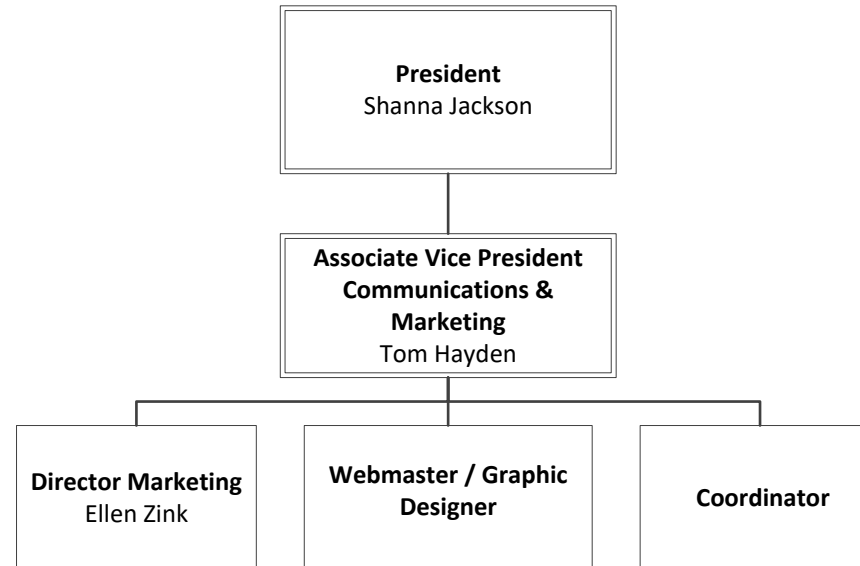 President
Shanna Jackson
Associate Vice President
Communications &
Marketing
Tom Hayden
Director Marketing
Ellen Zink
Webmaster / Graphic
Designer
Coordinator